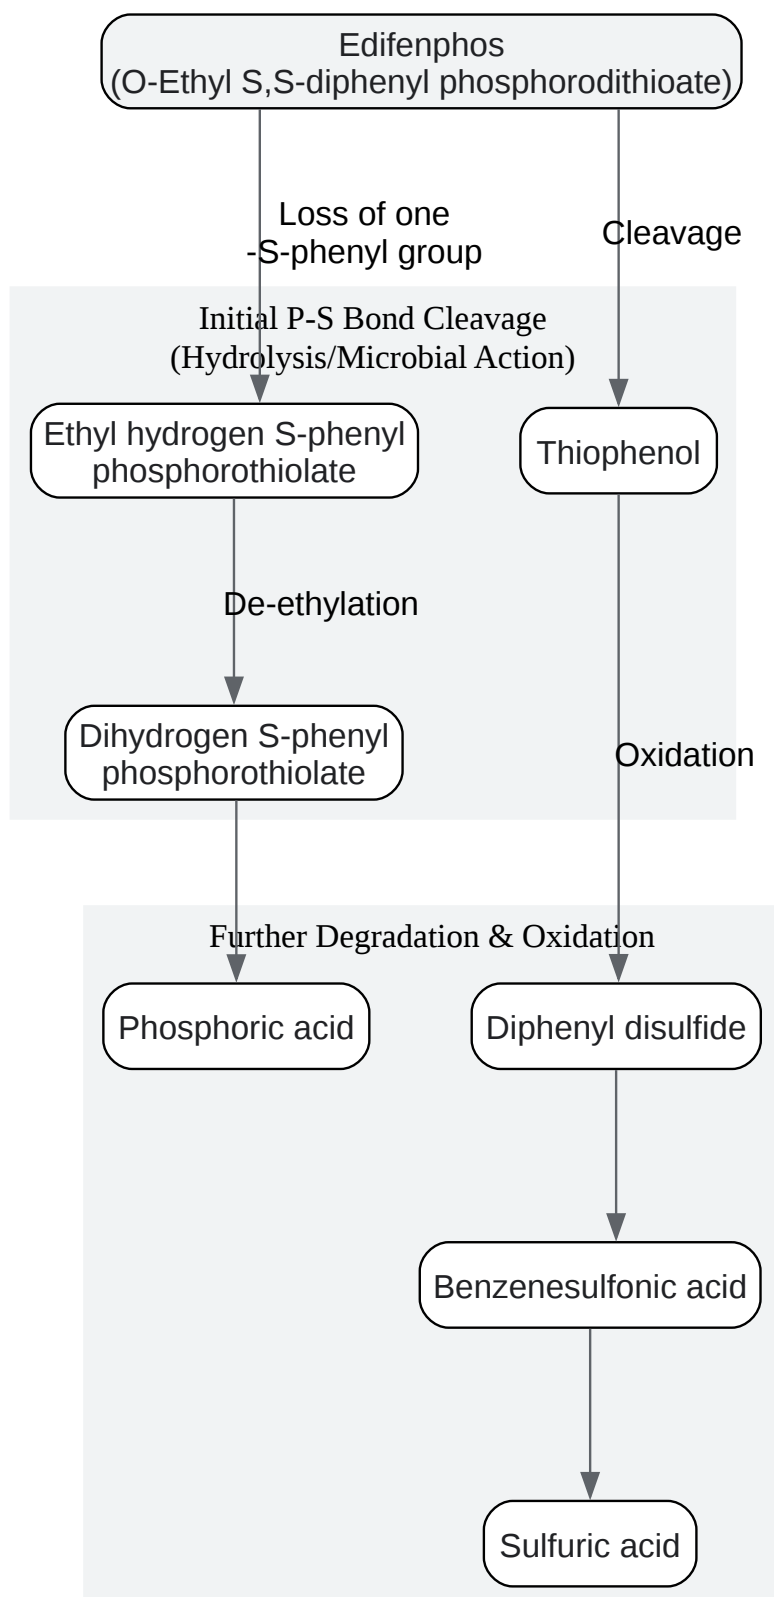 Edifenphos
(O-Ethyl S,S-diphenyl phosphorodithioate)
Loss of one
-S-phenyl group
Cleavage
Initial P-S Bond Cleavage
(Hydrolysis/Microbial Action)
Ethyl hydrogen S-phenyl
phosphorothiolate
Thiophenol
De-ethylation
Dihydrogen S-phenyl
phosphorothiolate
Oxidation
Further Degradation & Oxidation
Phosphoric acid
Diphenyl disulfide
Benzenesulfonic acid
Sulfuric acid